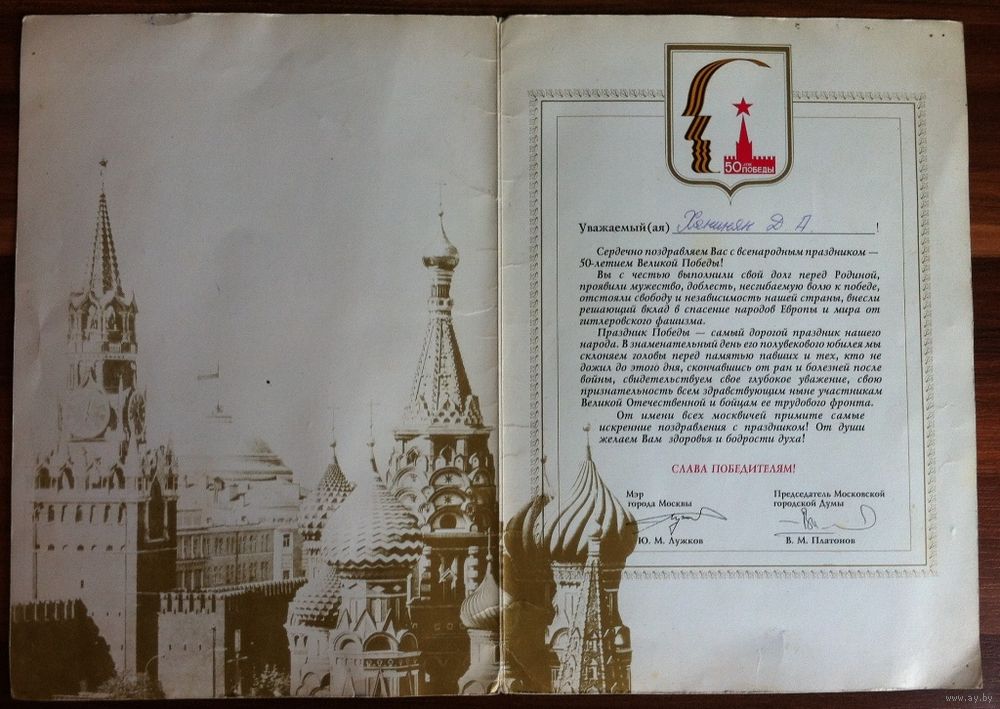 50 ЛЕТ
ПОБЕДЫ
Уважаемый(ая) Д. А. !
Сердечно поздравляем Вас с всенародным праздником —
50-летием Великой Победы!
Вы с честью выполнили свой долг перед Родиной,
проявили мужество, доблесть, несгибаемую волю к победе,
отстояли свободу и независимость нашей страны, внесли
решающий вклад в спасение народов Европы и мира от
гитлеровского фашизма.
Праздник Победы — самый дорогой праздник нашего
народа. В знаменательный день его полувекового юбилея мы
склоняем головы перед памятью павших и тех, кто не
дожил до этого дня, скончавшись от ран и болезней после
войны, свидетельствуем свое глубокое уважение, свою
признательность всем здравствующим ныне участникам
Великой Отечественной и бойцам ее трудового фронта.
От имени всех москвичей примите самые
искренние поздравления с праздником! От души
желаем Вам здоровья и бодрости духа!
СЛАВА ПОБЕДИТЕЛЯМ!
Мэр
города Москвы
Ю. М. Лужков
Председатель Московской
городской Думы
В. М. Платонов
www.ay.by